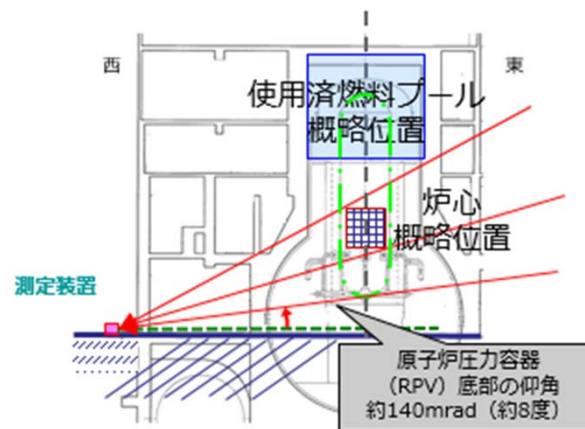 西
東
使用済燃料プール
概略位置
炉心
概略位置
測定装置
原子炉圧力容器
（RPV）底部の仰角
約140mrad（約8度）